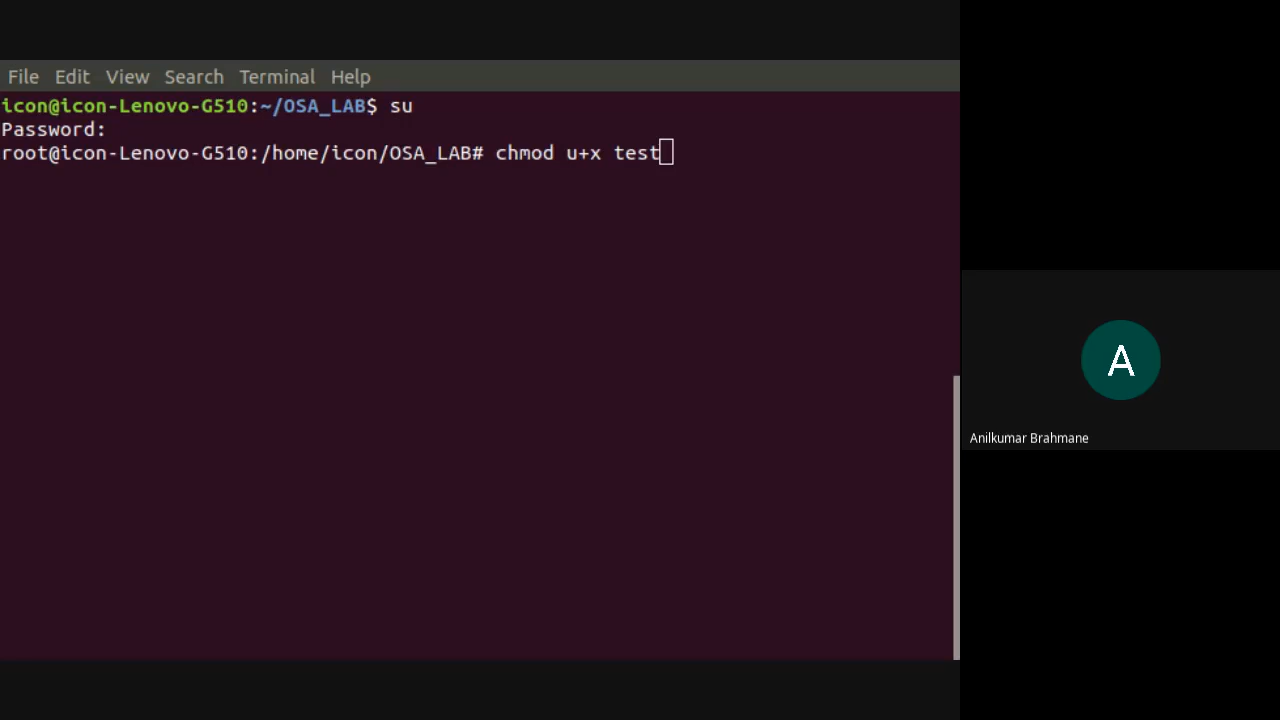 File Edit View Search Terminal Help
icon@icon-Lenovo-G510:~/OSA_LAB$ su
Password:
root@icon-Lenovo-G510:/home/icon/OSA_LAB# chmod u+x test
A
Anilkumar Brahmane